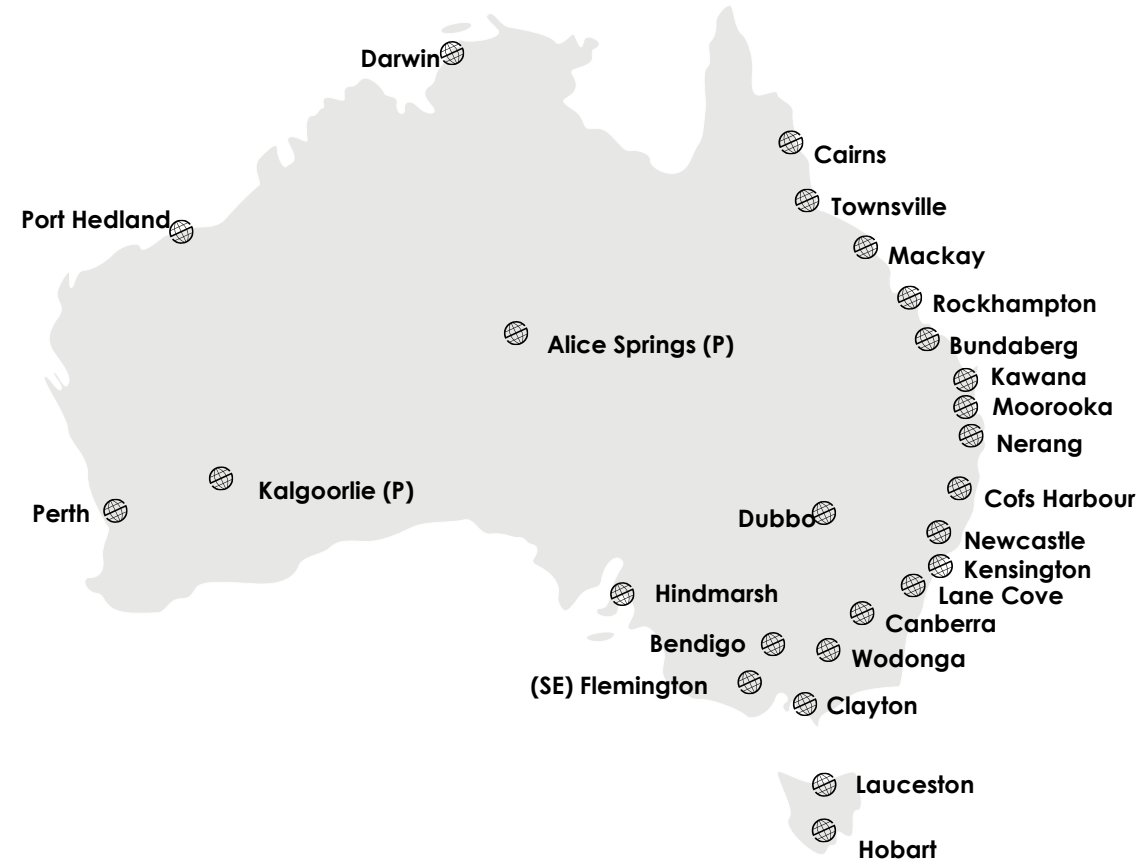 Darwin
Cairns
Townsville
Port Hedland
Mackay
Rockhampton
Alice Springs (P)
Bundaberg
Kawana
Moorooka
Nerang
Kalgoorlie (P)
Cofs Harbour
Perth
Dubbo
Newcastle
Kensington
Hindmarsh
Lane Cove
Canberra
Bendigo
Wodonga
(SE) Flemington
Clayton
Lauceston
Hobart